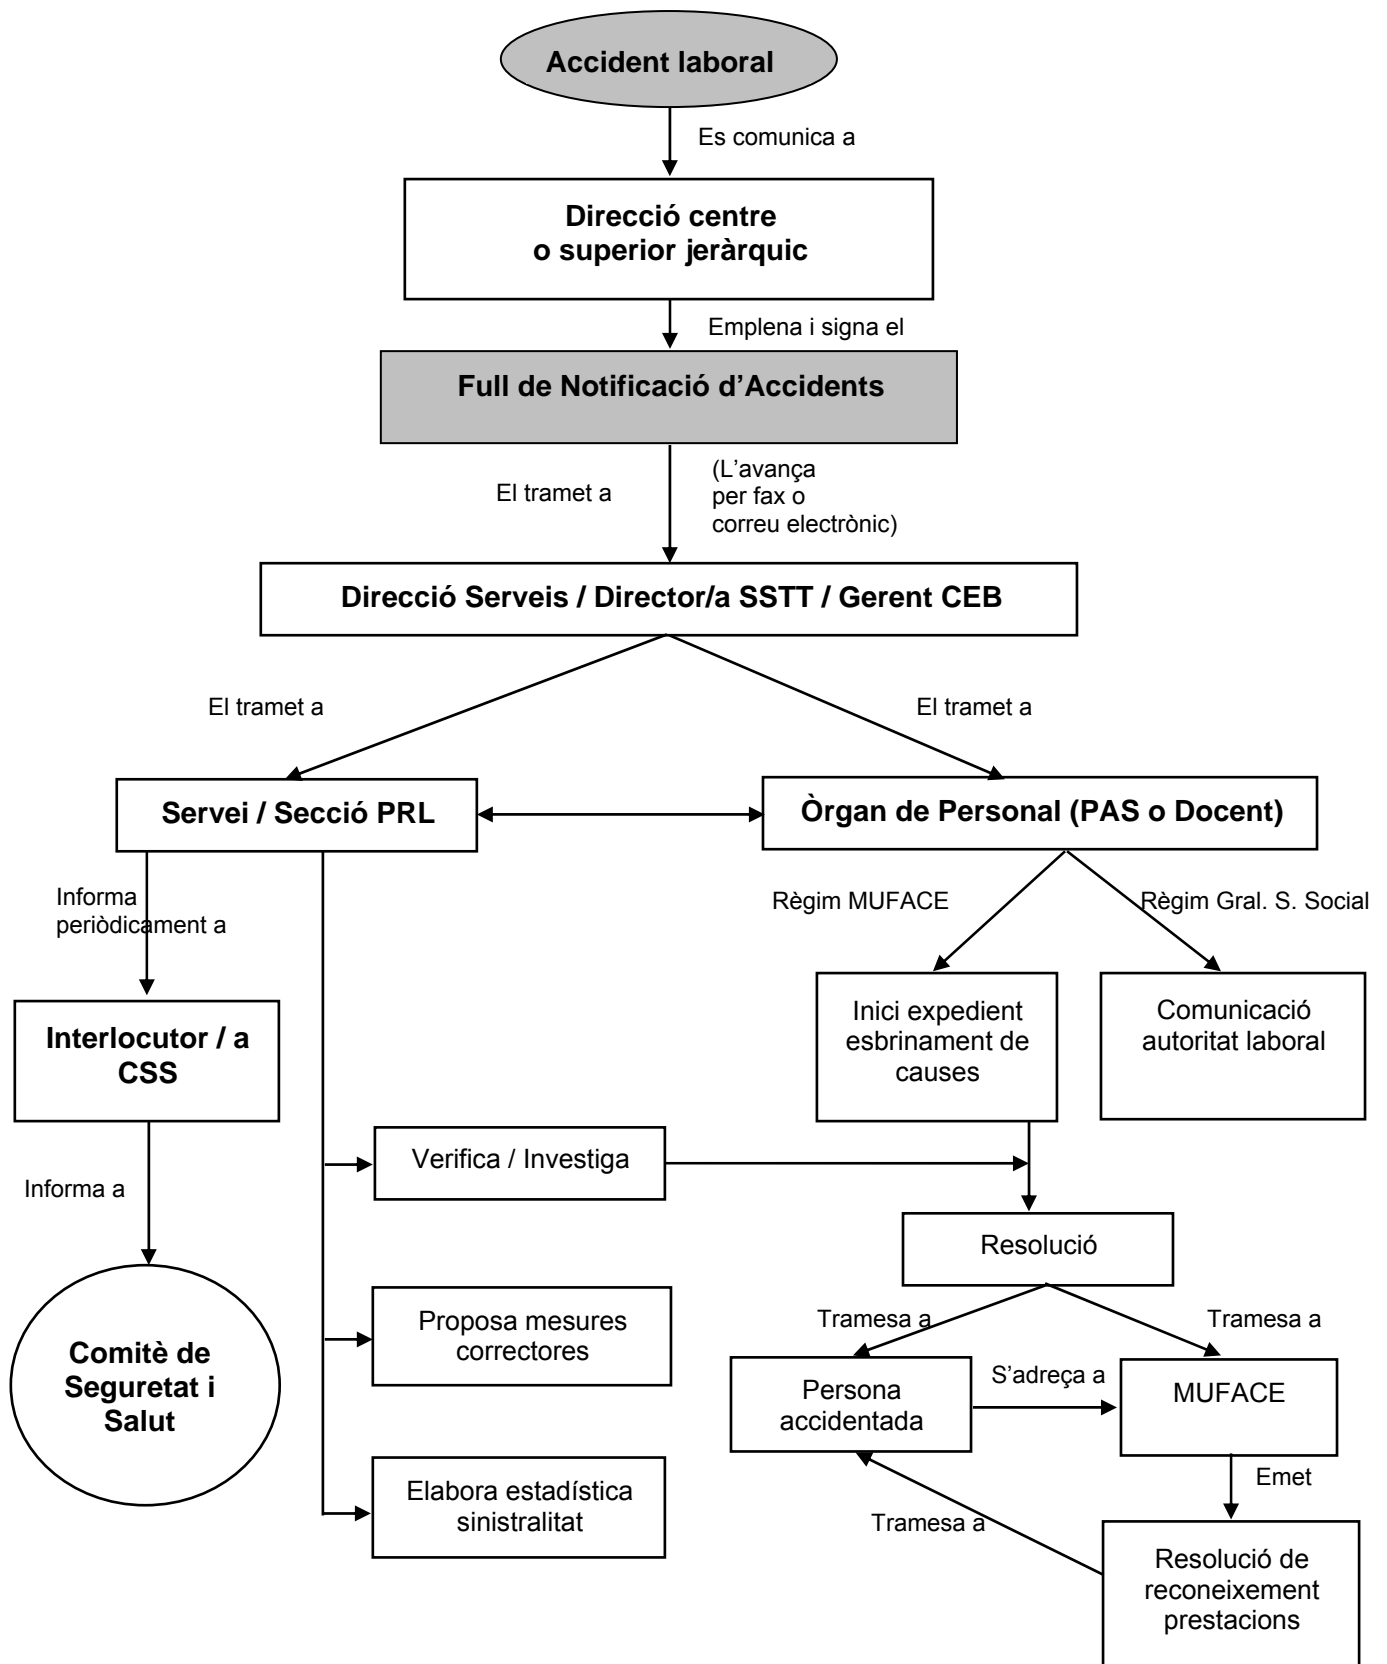 Accident laboral
Es comunica a
Direcció centre
o superior jeràrquic
Emplena i signa el
Full de Notificació d’Accidents
El tramet a
(L’avança
per fax o
correu electrònic)
Direcció Serveis / Director/a SSTT / Gerent CEB
El tramet a
El tramet a
Servei / Secció PRL
Òrgan de Personal (PAS o Docent)
Informa
periòdicament a
Règim MUFACE
Règim Gral. S. Social
Interlocutor / a
CSS
Inici expedient
esbrinament de
causes
Comunicació
autoritat laboral
Informa a
Verifica / Investiga
Resolució
Comitè de
Seguretat i
Salut
Proposa mesures
correctores
Tramesa a
Tramesa a
Persona
accidentada
S’adreça a
MUFACE
Elabora estadística
sinistralitat
Emet
Tramesa a
Resolució de
reconeixement
prestacions